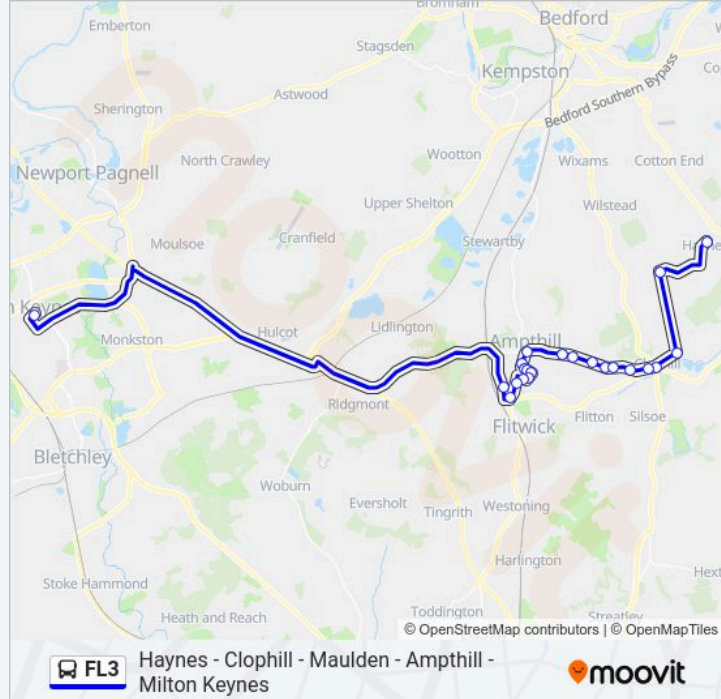 Bromham
Emberton
Bedford
Stagsden
Kempston
Astwood
Bedford Southern Bypass
Sherington
Wootton
North Crawley
Wixams
Cotton End
Newport Pagnell
Upper Shelton
Wilstead
Cranfield
Moulsoe
Stewartby
Lidlington
Ampthill
Hulcot
Monkston
Ridgmont
Flitton
Silsoe
Flitwick
Bletchley
Woburn
Eversholt
Westoning
Tingrith
Harlington
Stoke Hammond
Toddington
Streatley
Heath and Reach
© OpenStreetMap contributors | © OpenMapTiles
FL3
Haynes - Clophill - Maulden - Ampthill -
Milton Keynes
moovit